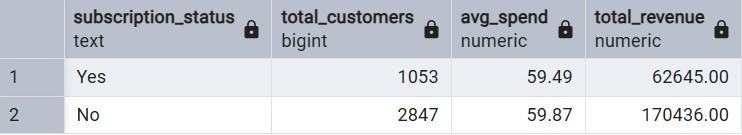 subscription_status total_customers avg_spend total_revenue
text bigint numeric numeric
1 Yes 1053 59.49 62645.00
2 No 2847 59.87 170436.00